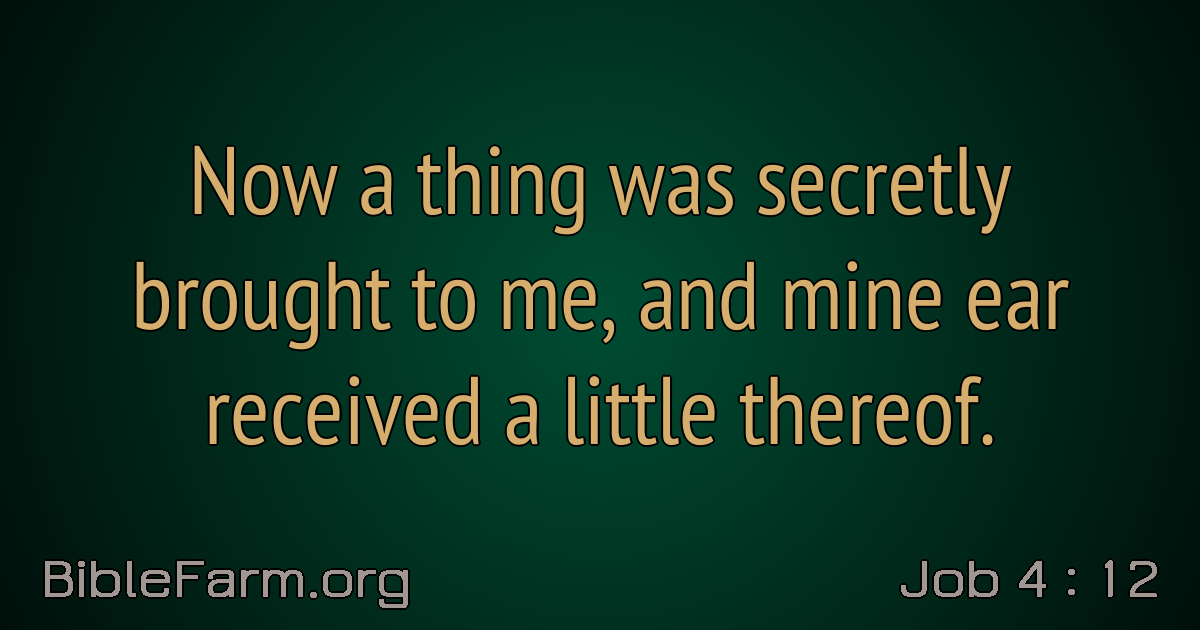 Now a thing was secretly
brought to me, and mine ear
received a little thereof.
BibleFarm.org
Job 4 : 12